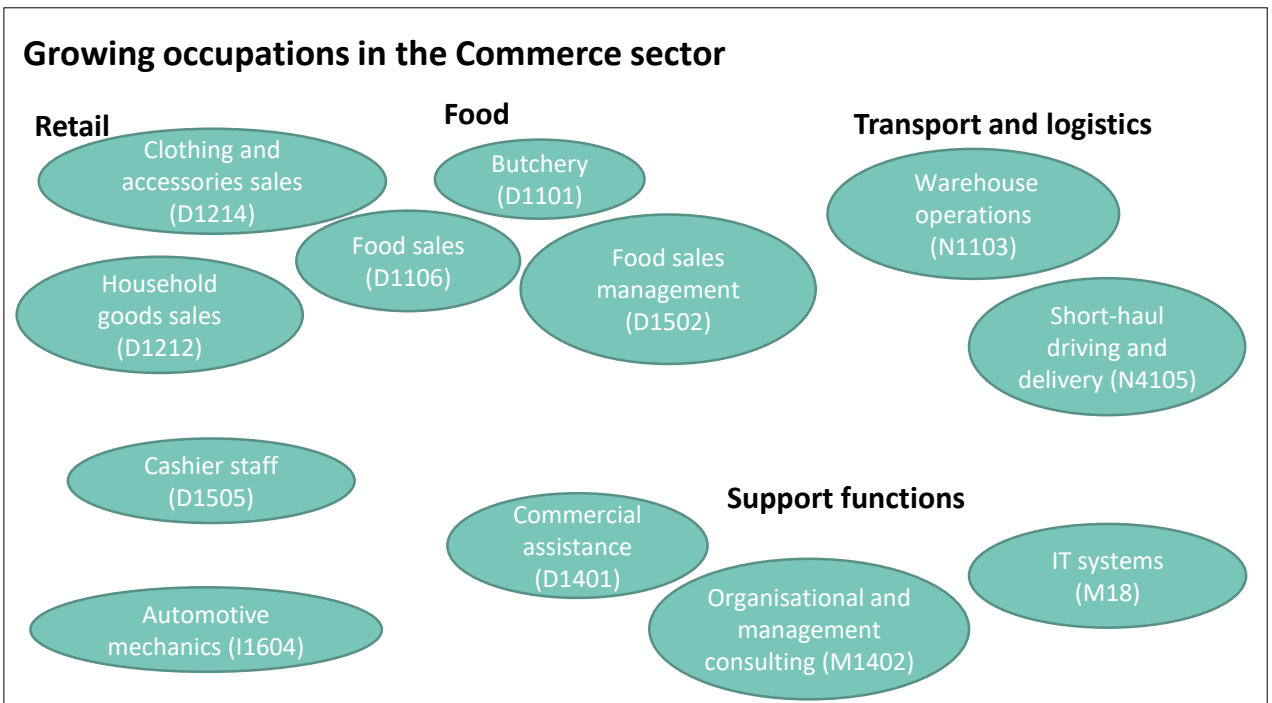 Growing occupations in the Commerce sector
Retail
Clothing and
accessories sales
(D1214)
Household
goods sales
(D1212)
Cashier staff
(D1505)
Automotive
mechanics (I1604)
Food
Butchery
(D1101)
Food sales
(D1106)
Food sales
management
(D1502)
Transport and logistics
Warehouse
operations
(N1103)
Short-haul
driving and
delivery (N4105)
Support functions
Commercial
assistance
(D1401)
Organisational and
management
consulting (M1402)
IT systems
(M18)